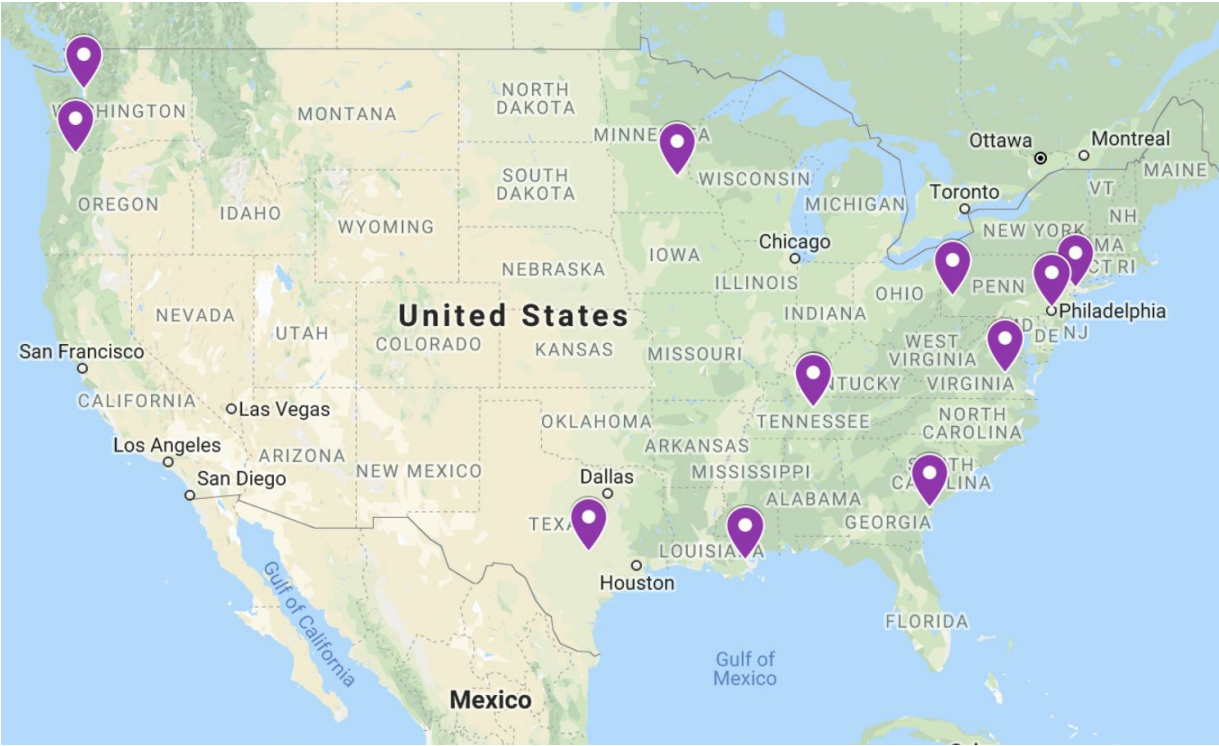 WASHINGTON
MONTANA
NORTH
DAKOTA
MINNESOTA
Ottawa
Montreal
MAINE
SOUTH
DAKOTA
WISCONSIN
MICHIGAN
Toronto
VT
NH
OREGON
IDAHO
WYOMING
NEW YORK
MA
CT RI
Chicago
IOWA
NEBRASKA
ILLINOIS
OHIO
PENN
NEVADA
United States
INDIANA
Philadelphia
UTAH
COLORADO
KANSAS
MISSOURI
WEST
VIRGINIA
DE
NJ
San Francisco
KENTUCKY
VIRGINIA
CALIFORNIA
Las Vegas
OKLAHOMA
TENNESSEE
NORTH
CAROLINA
Los Angeles
ARIZONA
NEW MEXICO
ARKANSAS
San Diego
Dallas
MISSISSIPPI
SOUTH
CAROLINA
ALABAMA
TEXAS
GEORGIA
LOUISIANA
Houston
Gulf of California
FLORIDA
Gulf of
Mexico
Mexico